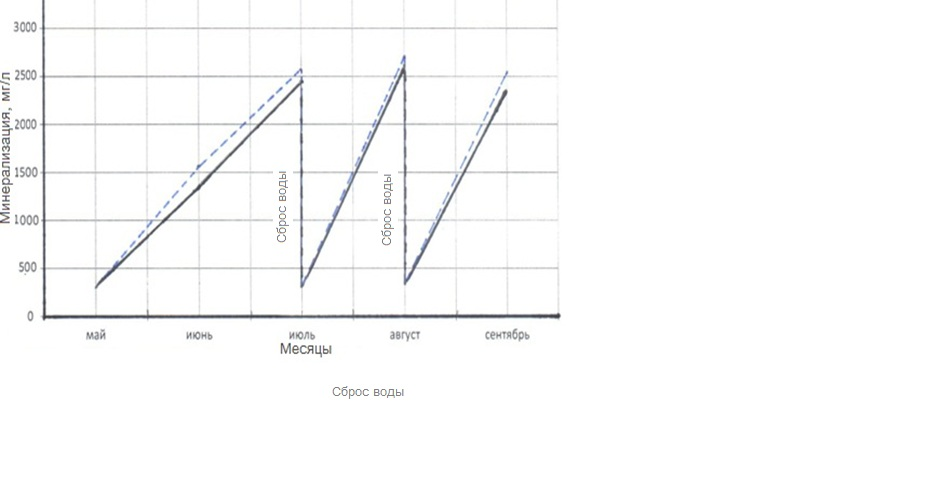 Минерализация, мг/л
3000
2500
2000
1500
1000
500
0
Сброс воды
Сброс воды
май июнь июль август сентябрь
Месяцы
Сброс воды